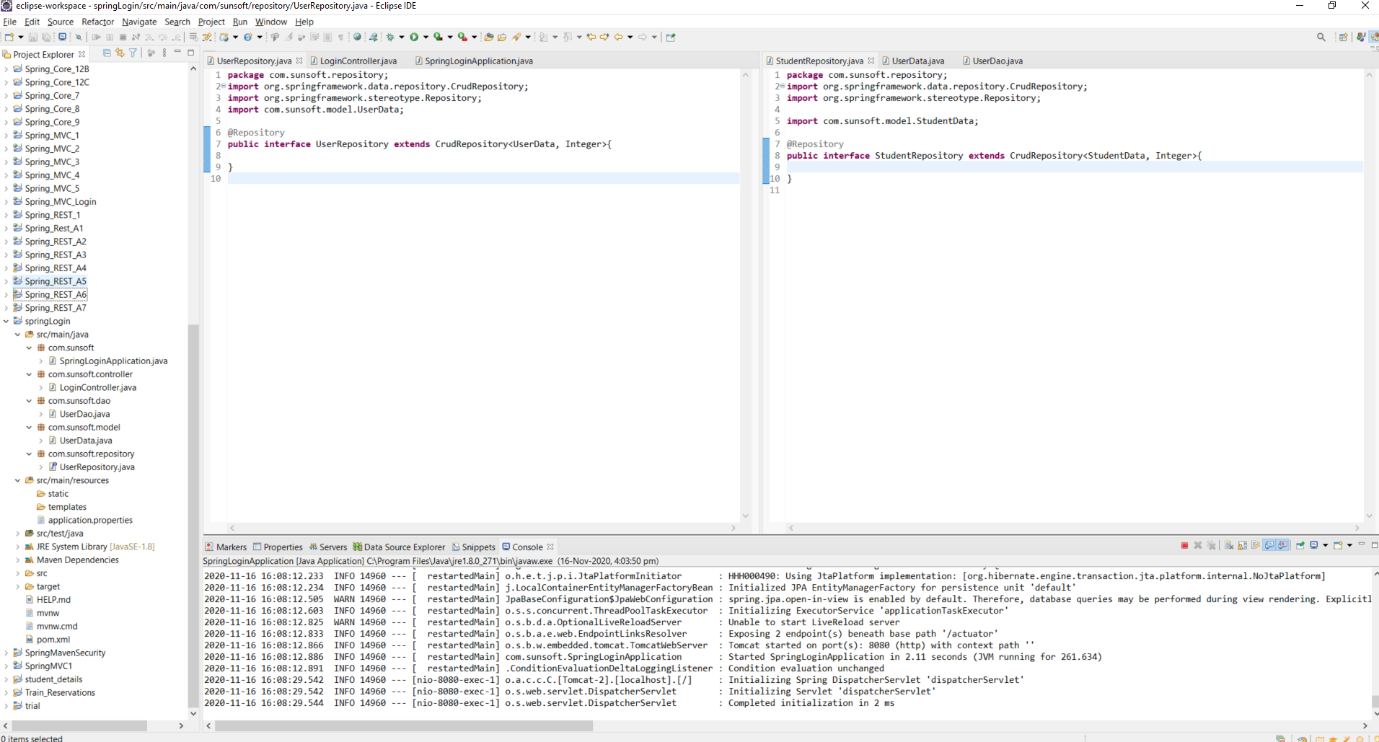 eclipse-workspace - springLogin/src/main/java/com/sunsoft/repository/UserRepository.java - Eclipse IDE
File Edit Source Refactor Navigate Search Project Run Window Help
Project Explorer
Spring_Core_12B
Spring_Core_12C
Spring_Core_7
Spring_Core_8
Spring_Core_9
Spring_MVC_1
Spring_MVC_2
Spring_MVC_3
Spring_MVC_4
Spring_MVC_5
Spring_MVC_Login
Spring_REST_1
Spring_Rest_A1
Spring_REST_A2
Spring_REST_A3
Spring_REST_A4
Spring_REST_A5
Spring_REST_A6
Spring_REST_A7
springLogin
src/main/java
com.sunsoft
SpringLoginApplication.java
com.sunsoft.controller
LoginController.java
com.sunsoft.dao
UserDao.java
com.sunsoft.model
UserData.java
com.sunsoft.repository
UserRepository.java
src/main/resources
static
templates
application.properties
src/test/java
JRE System Library [JavaSE-1.8]
Maven Dependencies
src
target
HELP.md
mvnw
mvnw.cmd
pom.xml
SpringMavenSecurity
SpringMVC1
student_details
Train_Reservations
trial
UserRepository.java LoginController.java SpringLoginApplication.java
1 package com.sunsoft.repository;
2 import org.springframework.data.repository.CrudRepository;
3 import org.springframework.stereotype.Repository;
4 import com.sunsoft.model.UserData;
5
6 @Repository
7 public interface UserRepository extends CrudRepository<UserData, Integer>{
8
9 }
10
StudentRepository.java UserData.java UserDao.java
1 package com.sunsoft.repository;
2 import org.springframework.data.repository.CrudRepository;
3 import org.springframework.stereotype.Repository;
4
5 import com.sunsoft.model.StudentData;
6
7 @Repository
8 public interface StudentRepository extends CrudRepository<StudentData, Integer>{
9
10 }
11
Markers Properties Servers Data Source Explorer Snippets Console
SpringLoginApplication [Java Application] C:\Program Files\Java\jre1.8.0_271\bin\javaw.exe (16-Nov-2020, 4:03:50 pm)
2020-11-16 16:08:12.233 INFO 14960 --- [ restartedMain] o.h.e.t.j.p.i.JtaPlatformInitiator : HHH000490: Using JtaPlatform implementation: [org.hibernate.engine.transaction.jta.platform.internal.NoJtaPlatform]
2020-11-16 16:08:12.234 INFO 14960 --- [ restartedMain] j.LocalContainerEntityManagerFactoryBean : Initialized JPA EntityManagerFactory for persistence unit 'default'
2020-11-16 16:08:12.505 WARN 14960 --- [ restartedMain] JpaBaseConfiguration$JpaWebConfiguration : spring.jpa.open-in-view is enabled by default. Therefore, database queries may be performed during view rendering. Explicitl
2020-11-16 16:08:12.603 INFO 14960 --- [ restartedMain] o.s.s.concurrent.ThreadPoolTaskExecutor : Initializing ExecutorService 'applicationTaskExecutor'
2020-11-16 16:08:12.825 WARN 14960 --- [ restartedMain] o.s.b.d.a.OptionalLiveReloadServer : Unable to start LiveReload server
2020-11-16 16:08:12.833 INFO 14960 --- [ restartedMain] o.s.b.a.e.web.EndpointLinksResolver : Exposing 2 endpoint(s) beneath base path '/actuator'
2020-11-16 16:08:12.866 INFO 14960 --- [ restartedMain] o.s.b.w.embedded.tomcat.TomcatWebServer : Tomcat started on port(s): 8080 (http) with context path ''
2020-11-16 16:08:12.886 INFO 14960 --- [ restartedMain] com.sunsoft.SpringLoginApplication : Started SpringLoginApplication in 2.11 seconds (JVM running for 261.634)
2020-11-16 16:08:12.891 INFO 14960 --- [ restartedMain] .ConditionEvaluationDeltaLoggingListener : Condition evaluation unchanged
2020-11-16 16:08:29.542 INFO 14960 --- [nio-8080-exec-1] o.a.c.c.C.[Tomcat-2].[localhost].[/] : Initializing Spring DispatcherServlet 'dispatcherServlet'
2020-11-16 16:08:29.542 INFO 14960 --- [nio-8080-exec-1] o.s.web.servlet.DispatcherServlet : Initializing Servlet 'dispatcherServlet'
2020-11-16 16:08:29.544 INFO 14960 --- [nio-8080-exec-1] o.s.web.servlet.DispatcherServlet : Completed initialization in 2 ms
0 items selected